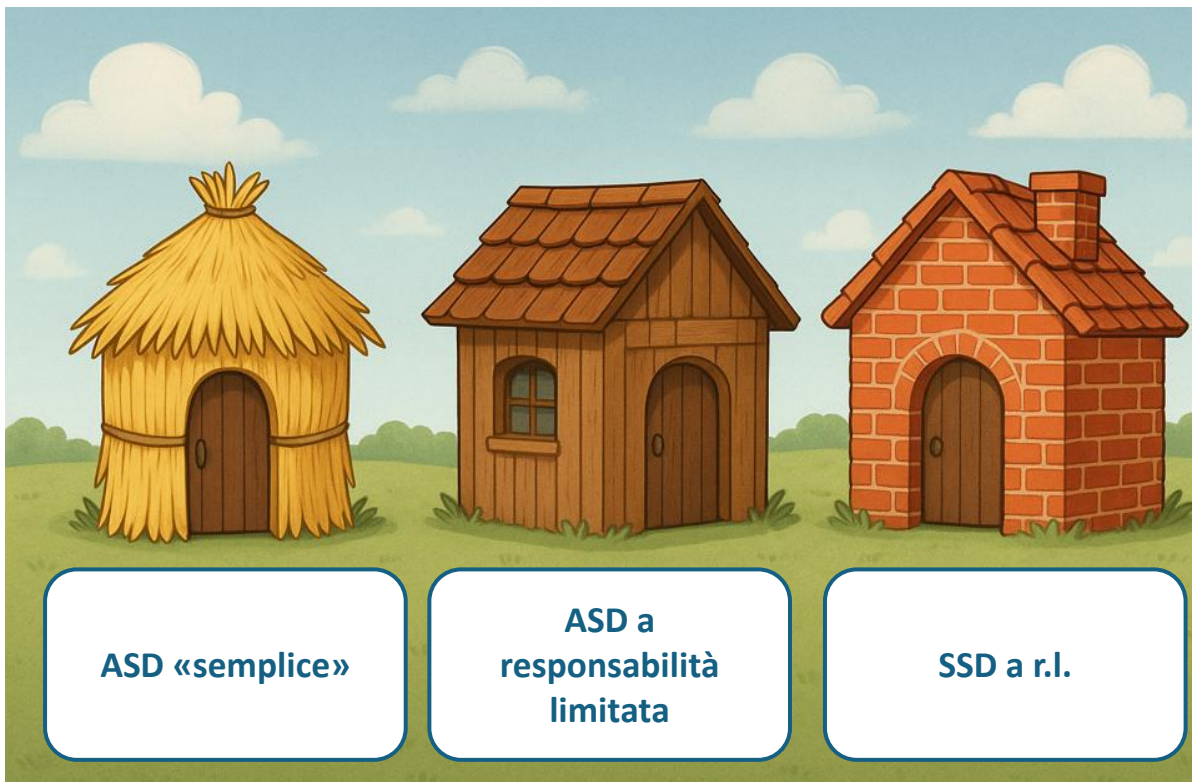 ASD «semplice»
ASD a
responsabilità
limitata
SSD a r.l.